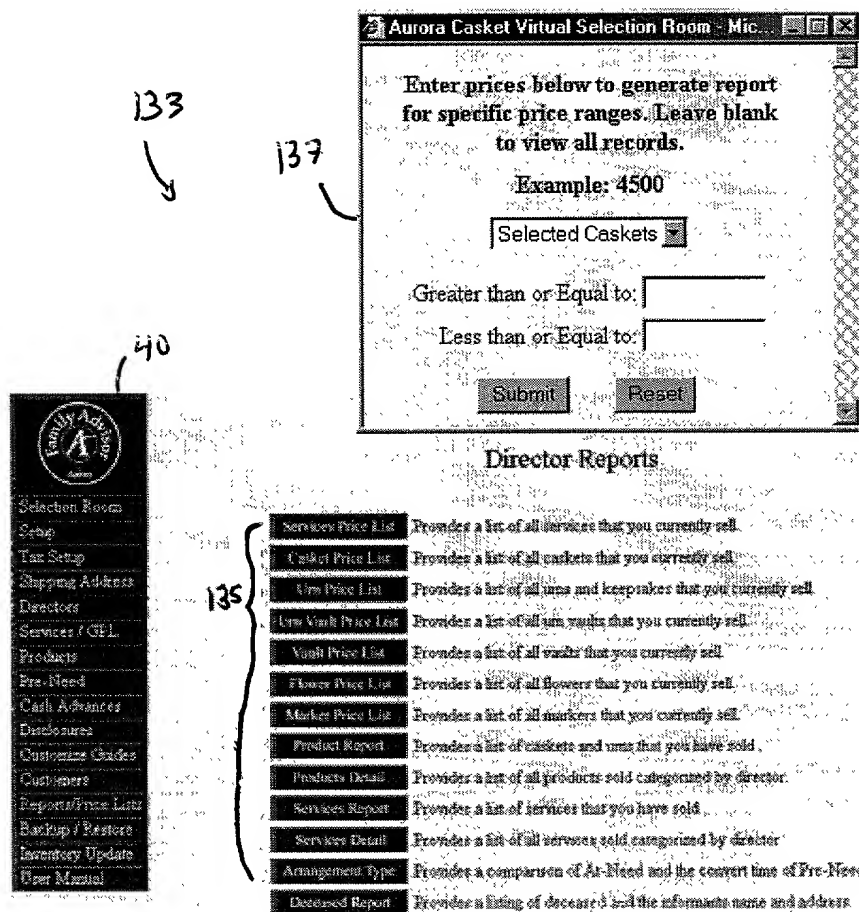 Aurora Casket Virtual Selection Room - Mic...
Enter prices below to generate report
for specific price ranges. Leave blank
to view all records.
Example: 4500
Selected Caskets
Greater than or Equal to:
Less than or Equal to:
Submit Reset
133
137
40
Family Advisor
Aurora
Selection Room
Setup
Tax Setup
Shipping Address
Directors
Services / GPL
Products
Pre-Need
Cash Advances
Disclosures
Customize Guides
Customers
Reports/Price Lists
Backup / Restore
Inventory Update
User Manual
135
Director Reports
Services Price List Provides a list of all services that you currently sell.
Casket Price List Provides a list of all caskets that you currently sell.
Urn Price List Provides a list of all urns and keepsakes that you currently sell.
Urn Vault Price List Provides a list of all urn vaults that you currently sell.
Vault Price List Provides a list of all vaults that you currently sell.
Flower Price List Provides a list of all flowers that you currently sell.
Marker Price List Provides a list of all markers that you currently sell.
Product Report Provides a list of caskets and urns that you have sold.
Products Detail Provides a list of all products sold categorized by director.
Services Report Provides a list of services that you have sold.
Services Detail Provides a list of all services sold categorized by director
Arrangement Type Provides a comparison of At-Need and the convert time of Pre-Need
Deceased Report Provides a listing of deceased and the informants name and address